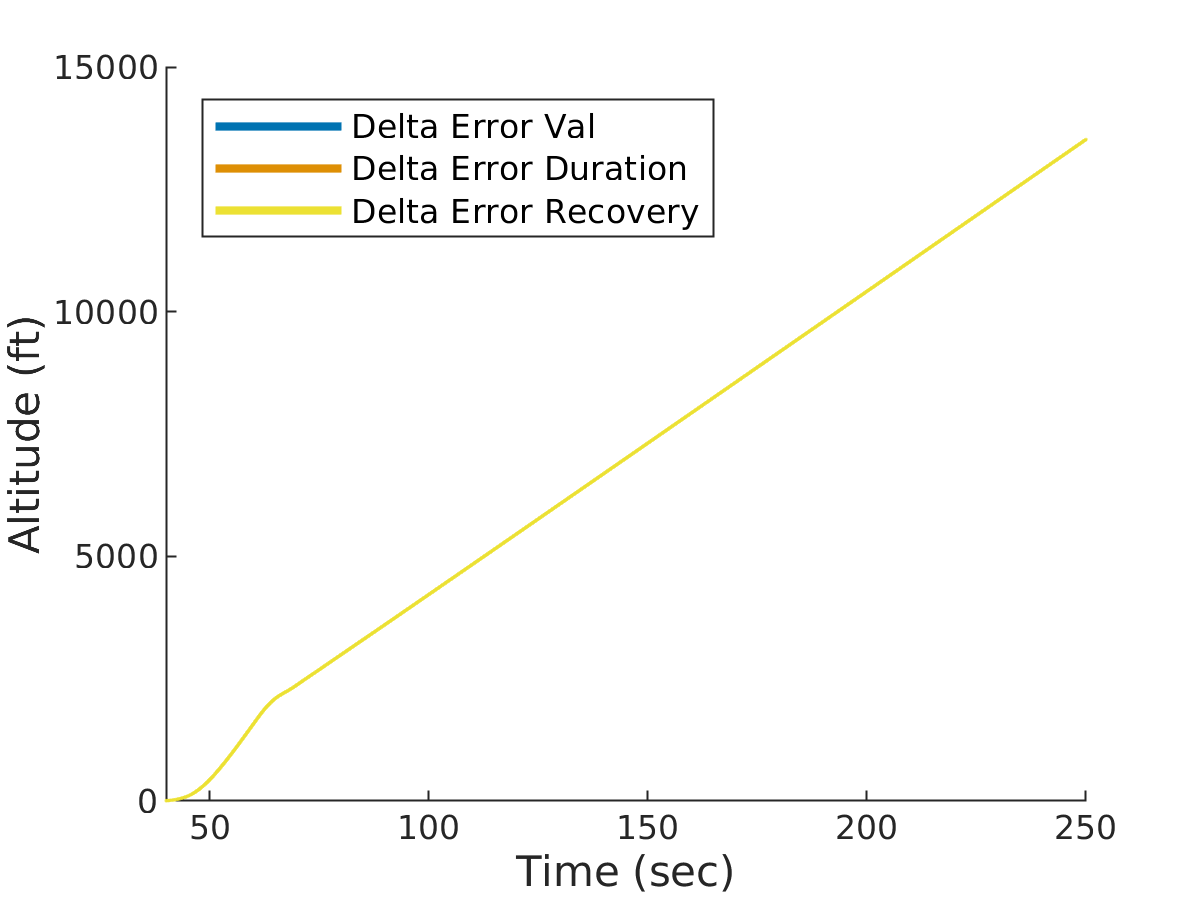 15000
Delta Error Val
Delta Error Duration
Delta Error Recovery
10000
Altitude (ft)
5000
0
50 100 150 200 250
Time (sec)